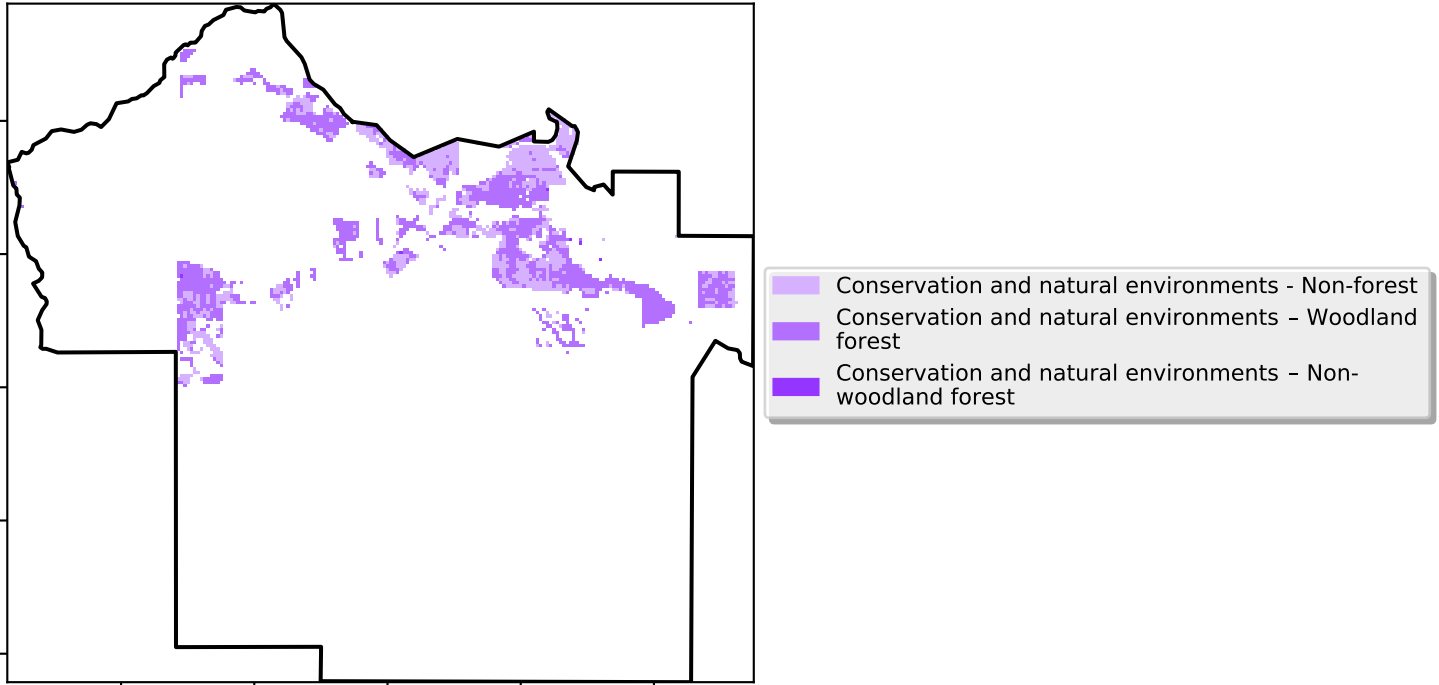 Conservation and natural environments - Non-forest
Conservation and natural environments – Woodland
forest
Conservation and natural environments – Non-
woodland forest